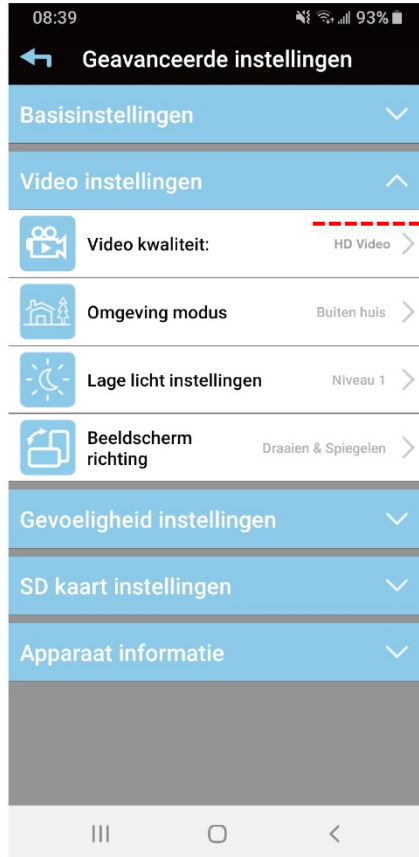 08:39 93%
Geavanceerde instellingen
Basisinstellingen
Video instellingen
Video kwaliteit: HD Video
Omgeving modus Buiten huis
Lage licht instellingen Niveau 1
Beeldscherm
richting Draaien & Spiegelen
Gevoeligheid instellingen
SD kaart instellingen
Apparaat informatie